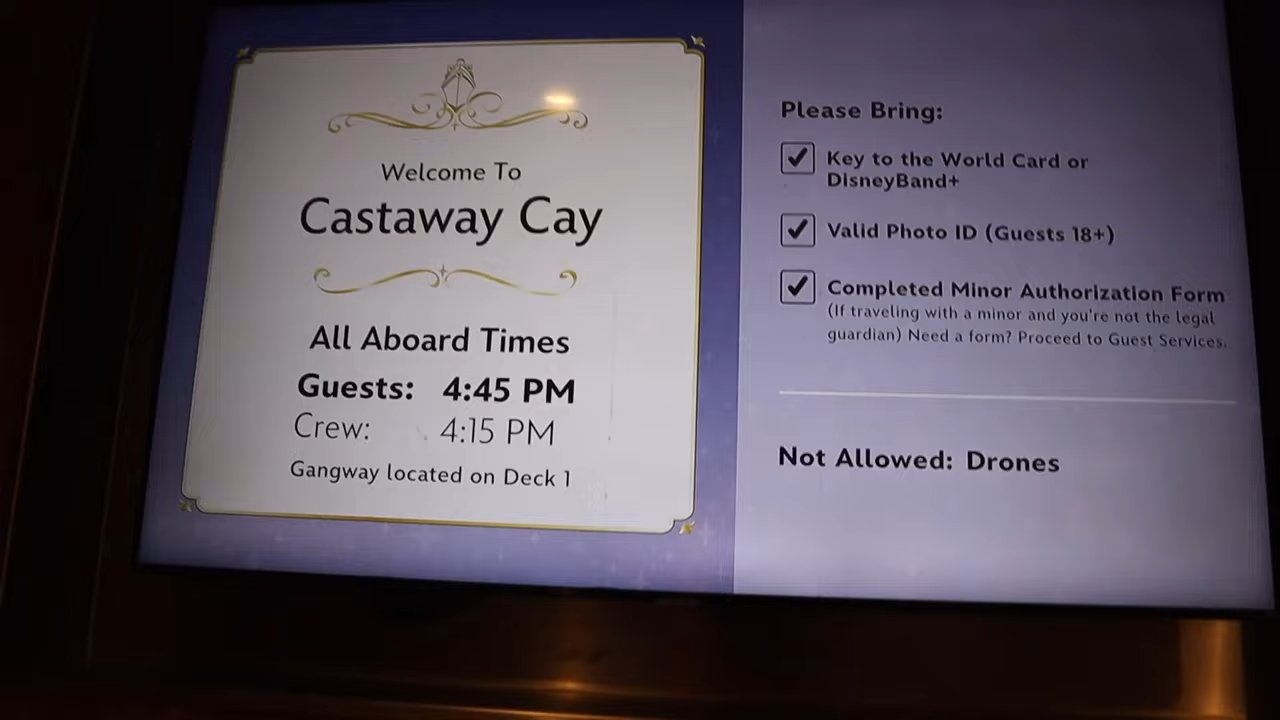 Welcome To
Castaway Cay
All Aboard Times
Guests: 4:45 PM
Crew: 4:15 PM
Gangway located on Deck 1
Please Bring:
Key to the World Card or
DisneyBand+
Valid Photo ID (Guests 18+)
Completed Minor Authorization Form
(If traveling with a minor and you're not the legal
guardian) Need a form? Proceed to Guest Services.
Not Allowed: Drones